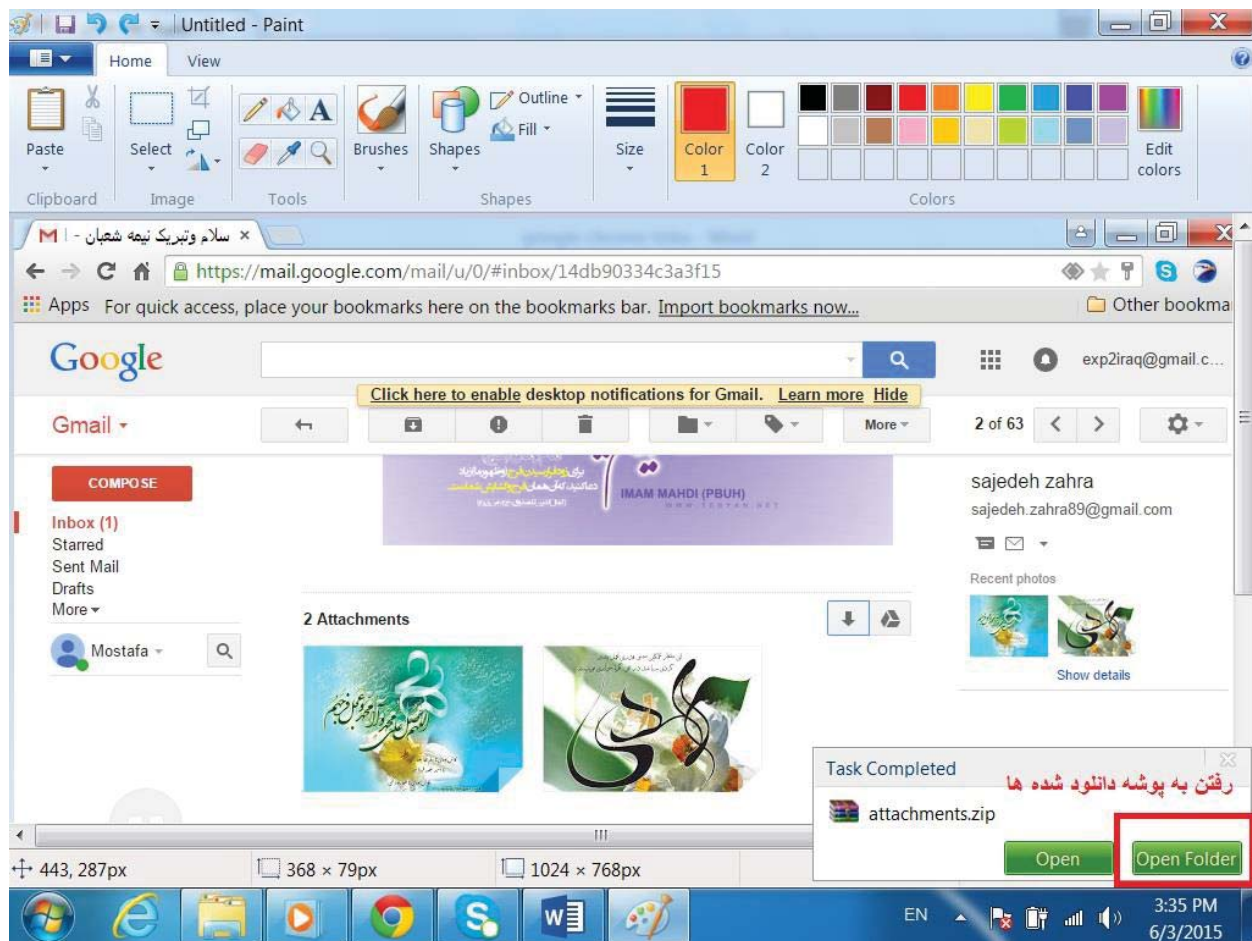 Untitled - Paint
Home View
Paste
Select
Brushes
Shapes
Outline
Fill
Size
Color 1
Color 2
Edit colors
Clipboard Image Tools Shapes Colors
سلام وتبریک نیمه شعبان -
https://mail.google.com/mail/u/0/#inbox/14db90334c3a3f15
Apps For quick access, place your bookmarks here on the bookmarks bar. Import bookmarks now... Other bookma
Google
exp2iraq@gmail.c...
Click here to enable desktop notifications for Gmail. Learn more Hide
Gmail
More
2 of 63
COMPOSE
IMAM MAHDI (PBUH)
Inbox (1)
Starred
Sent Mail
Drafts
More
Mostafa
2 Attachments
sajedeh zahra
sajedeh.zahra89@gmail.com
Recent photos
Show details
Task Completed
رفتن به پوشه دانلود شده ها
attachments.zip
Open
Open Folder
443, 287px
368 × 79px
1024 × 768px
EN
3:35 PM
6/3/2015